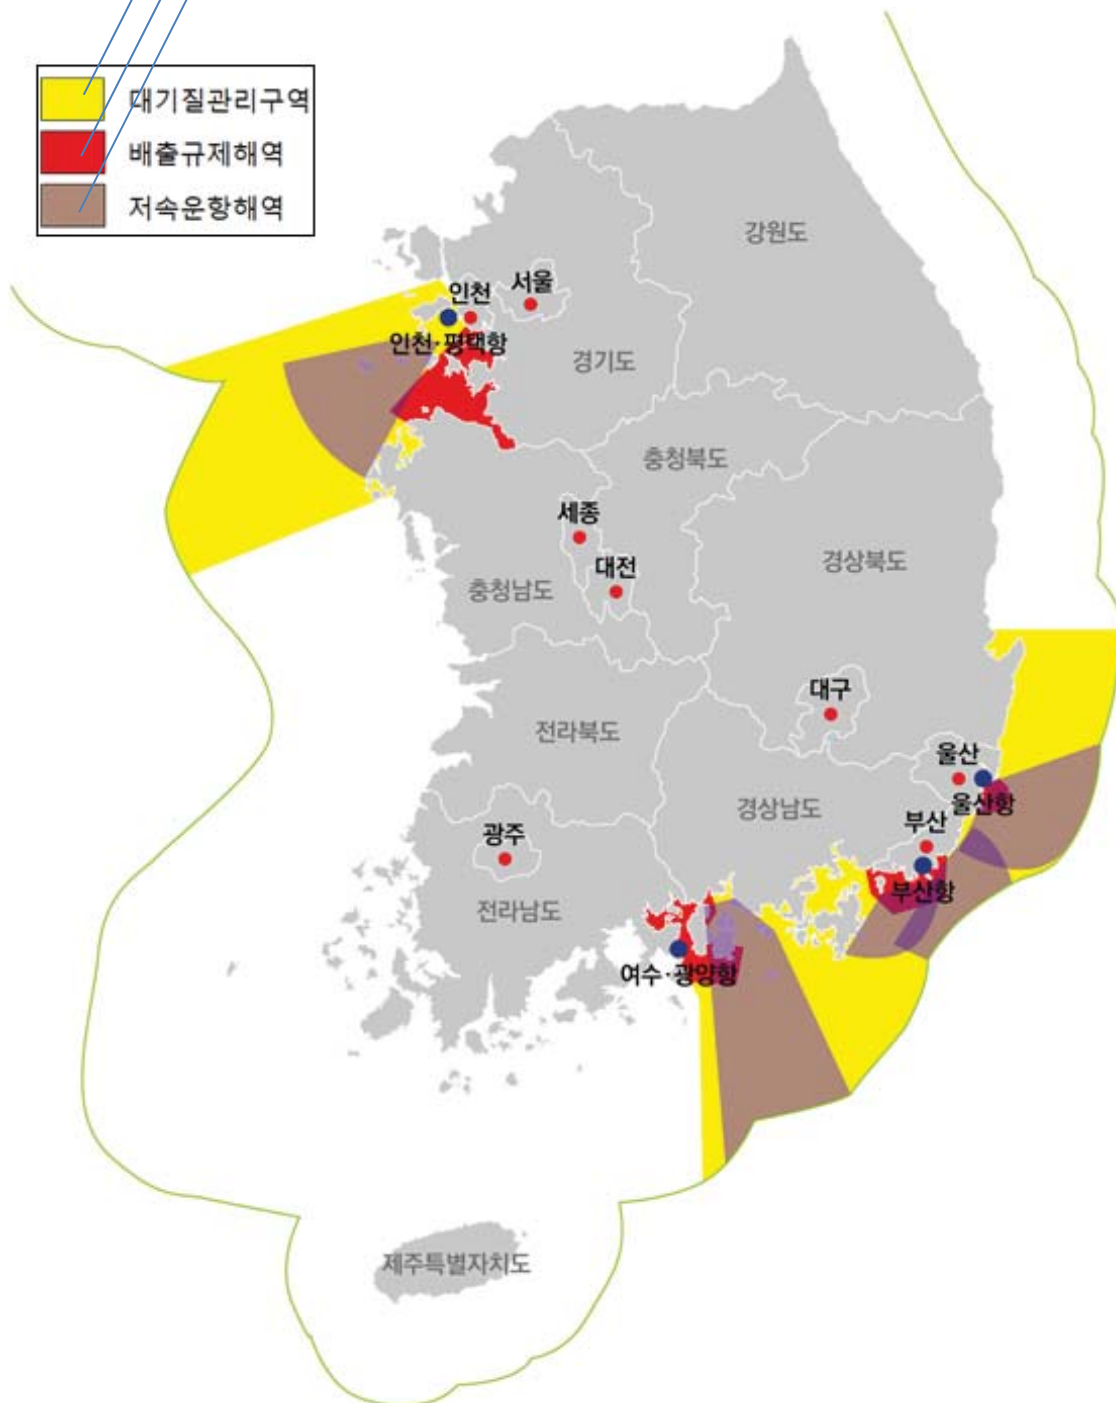 대기질관리구역
배출규제해역
저속운항해역
강원도
서울
인천
인천·평택항
경기도
충청북도
세종
대전
충청남도
경상북도
대구
전라북도
울산
울산항
경상남도
부산
부산항
광주
전라남도
여수·광양항
제주특별자치도